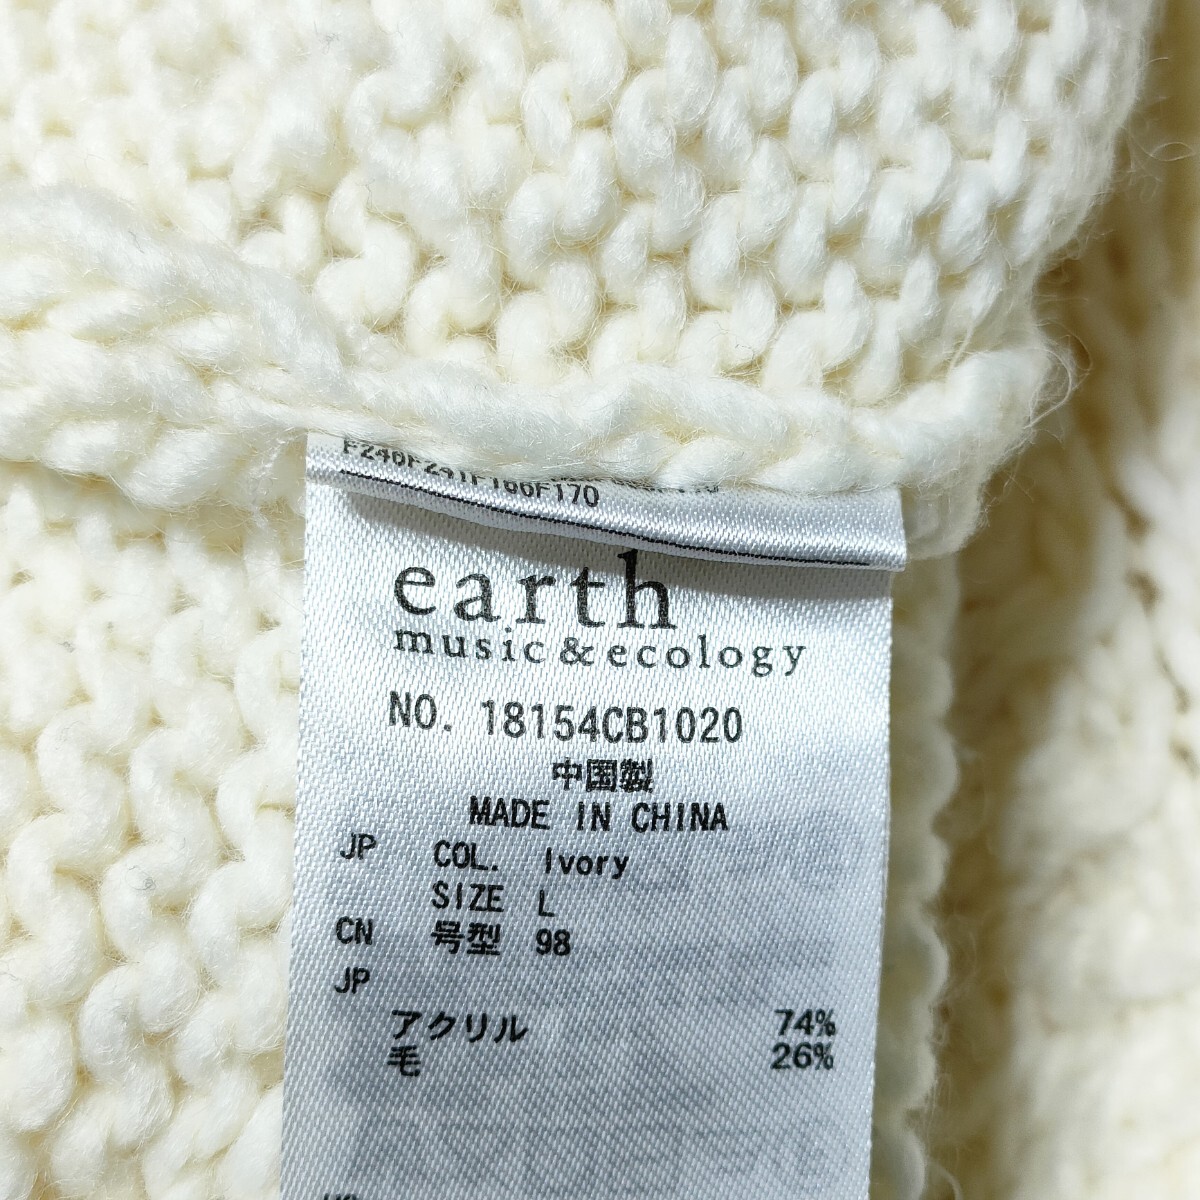 earth
music & ecology
NO. 18154CB1020
中国製
MADE IN CHINA
JP COL. Ivory
SIZE L
CN 号型 98
JP
アクリル 74%
毛 26%